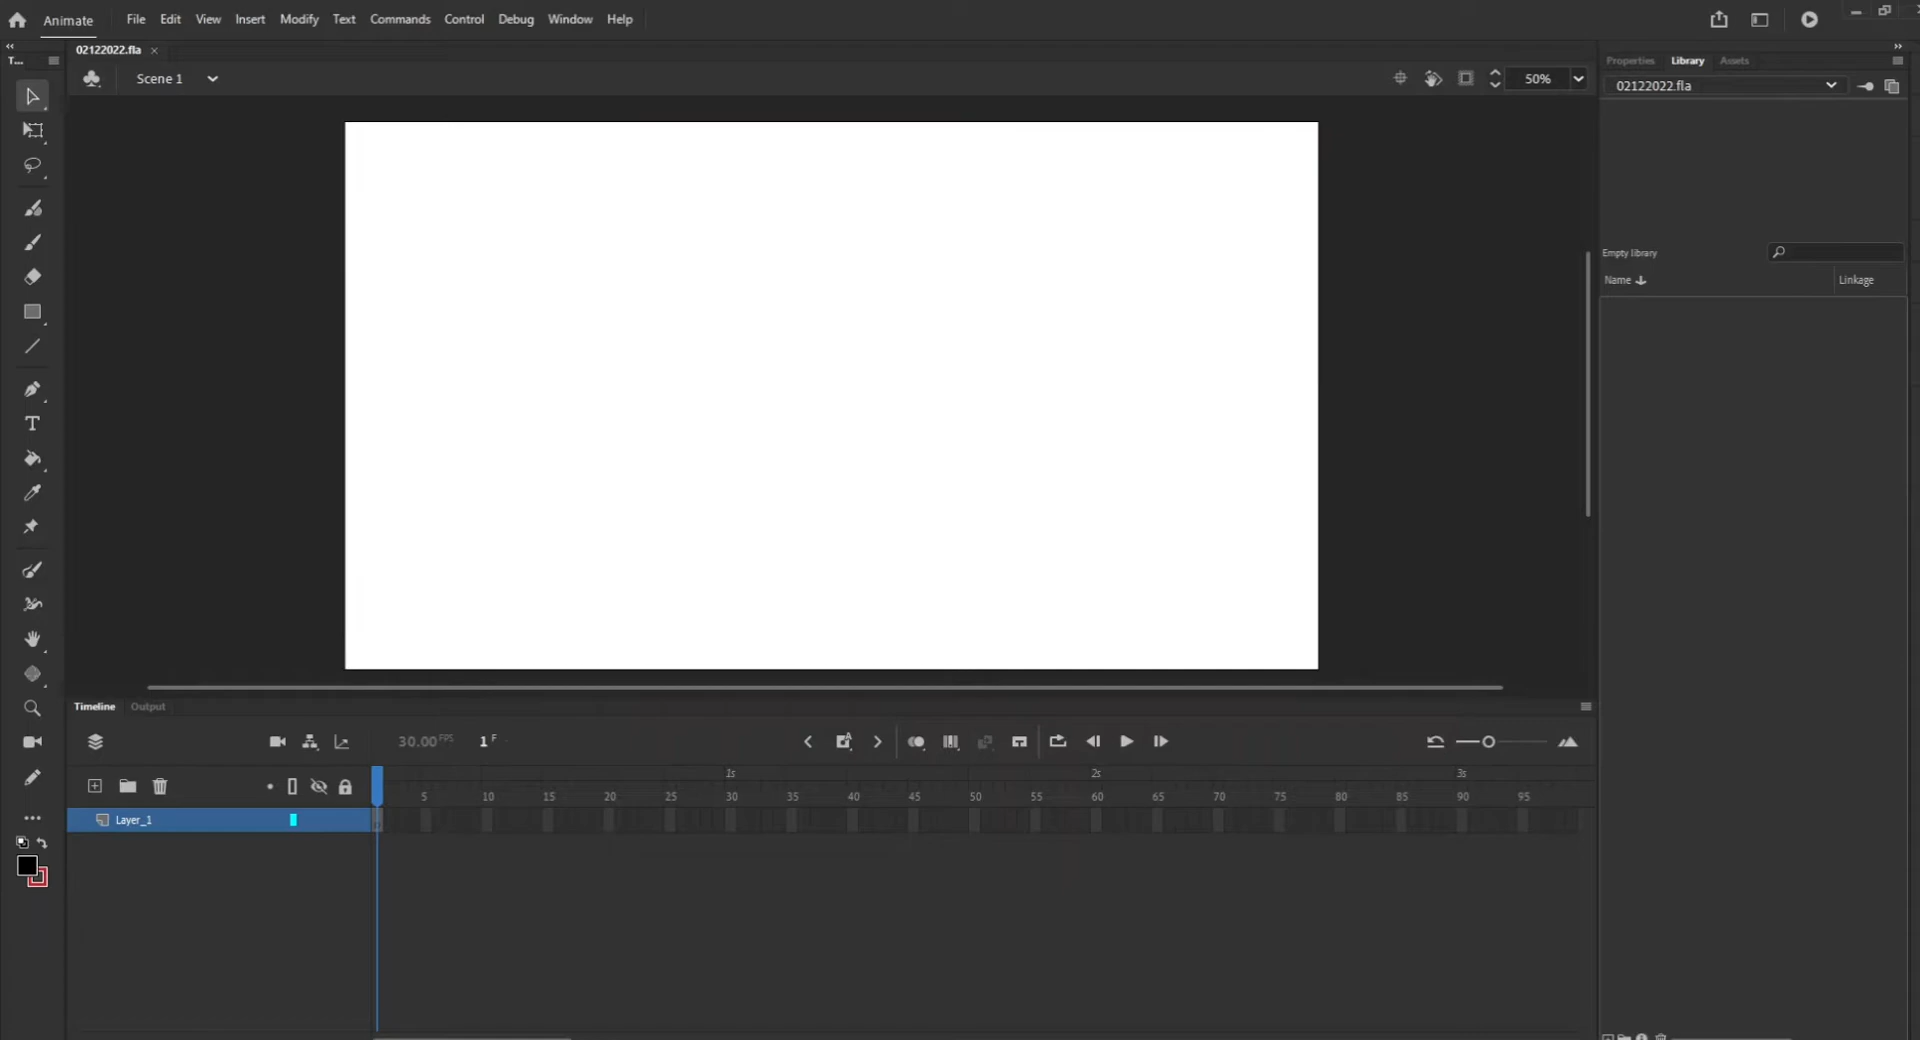 Animate File Edit View Insert Modify Text Commands Control Debug Window Help
02122022.fla
T...
Properties Library Assets
Scene 1
50%
02122022.fla
Empty library
Name Linkage
Timeline Output
30.00 FPS 1 F
1s 2s 3s
5 10 15 20 25 30 35 40 45 50 55 60 65 70 75 80 85 90 95
Layer_1